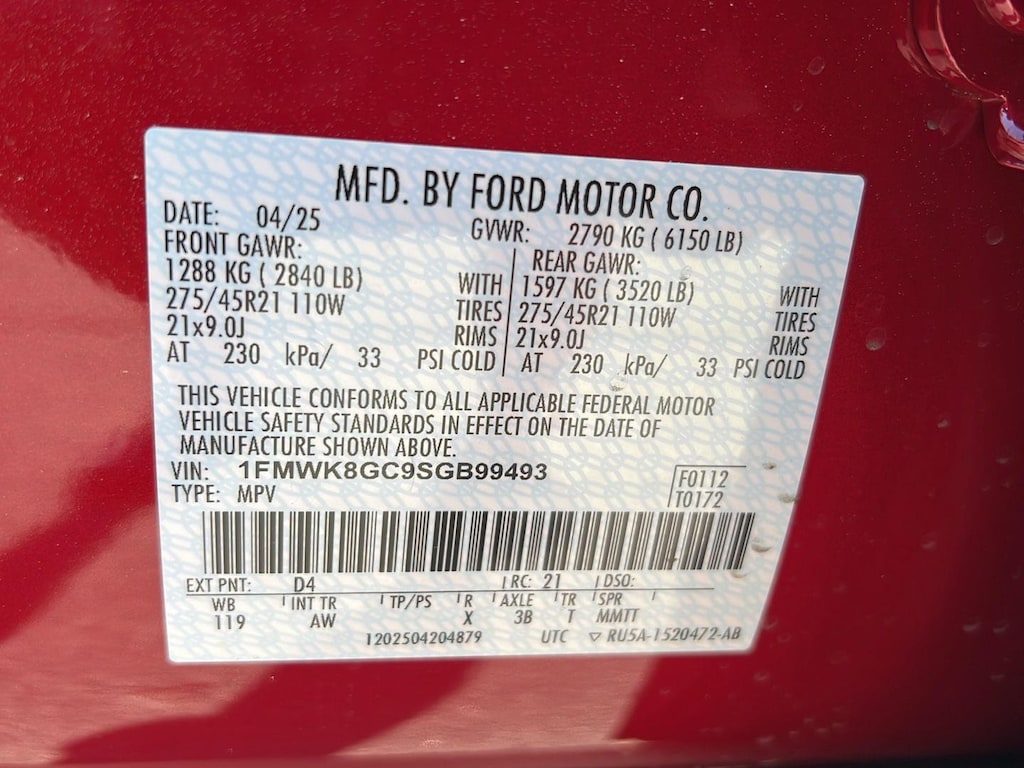 MFD. BY FORD MOTOR CO.
DATE: 04/25 GVWR: 2790 KG ( 6150 LB)
FRONT GAWR: REAR GAWR:
1288 KG ( 2840 LB) WITH 1597 KG ( 3520 LB) WITH
275/45R21 110W TIRES 275/45R21 110W TIRES
21x9.0J RIMS 21x9.0J RIMS
AT 230 kPa/ 33 PSI COLD AT 230 kPa/ 33 PSI COLD
THIS VEHICLE CONFORMS TO ALL APPLICABLE FEDERAL MOTOR
VEHICLE SAFETY STANDARDS IN EFFECT ON THE DATE OF
MANUFACTURE SHOWN ABOVE.
VIN: 1FMWK8GC9SGB99493 F0112
TYPE: MPV T0172
EXT PNT: D4 RC: 21 DSO:
WB INT TR TP/PS R AXLE TR SPR
119 AW X 3B T MMTT
1202504204879 UTC ▽ RU5A-1520472-AB